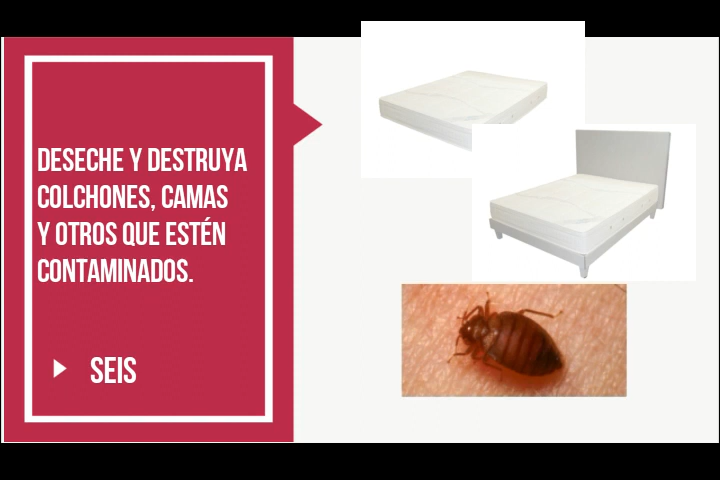 DESECHE Y DESTRUYA
COLCHONES, CAMAS
Y OTROS QUE ESTÉN
CONTAMINADOS.
SEIS